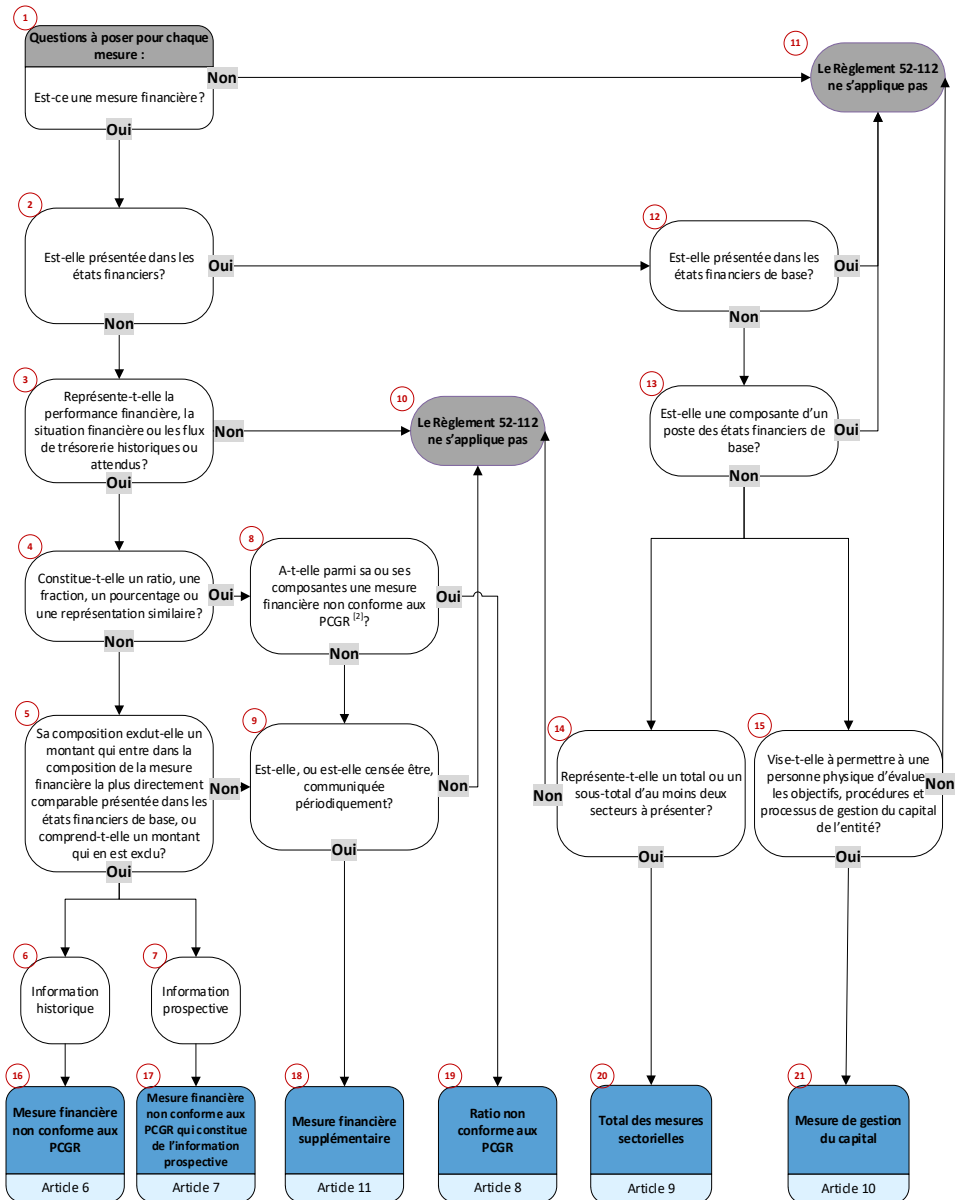 1
Questions à poser pour chaque
mesure :
Est-ce une mesure financière?
Non
Oui
11
Le Règlement 52-112
ne s’applique pas
2
Est-elle présentée dans les
états financiers?
Oui
Non
12
Est-elle présentée dans les
états financiers de base?
Oui
Non
3
Représente-t-elle la
performance financière, la
situation financière ou les flux
de trésorerie historiques ou
attendus?
Non
Oui
10
Le Règlement 52-112
ne s’applique pas
13
Est-elle une composante d’un
poste des états financiers de
base?
Oui
Non
4
Constitue-t-elle un ratio, une
fraction, un pourcentage ou
une représentation similaire?
Oui
Non
8
A-t-elle parmi sa ou ses
composantes une mesure
financière non conforme aux
PCGR [2]?
Oui
Non
5
Sa composition exclut-elle un
montant qui entre dans la
composition de la mesure
financière la plus directement
comparable présentée dans les
états financiers de base, ou
comprend-t-elle un montant
qui en est exclu?
Non
Oui
9
Est-elle, ou est-elle censée être,
communiquée
périodiquement?
Non
Oui
14
Représente-t-elle un total ou un
sous-total d’au moins deux
secteurs à présenter?
Non
Oui
15
Vise-t-elle à permettre à une
personne physique d’évalue
les objectifs, procédures et
processus de gestion du capital
de l’entité?
Non
Oui
6
Information
historique
7
Information
prospective
16
Mesure financière
non conforme aux
PCGR
Article 6
17
Mesure financière
non conforme aux
PCGR qui constitue
de l’information
prospective
Article 7
18
Mesure financière
supplémentaire
Article 11
19
Ratio non
conforme aux
PCGR
Article 8
20
Total des mesures
sectorielles
Article 9
21
Mesure de gestion
du capital
Article 10